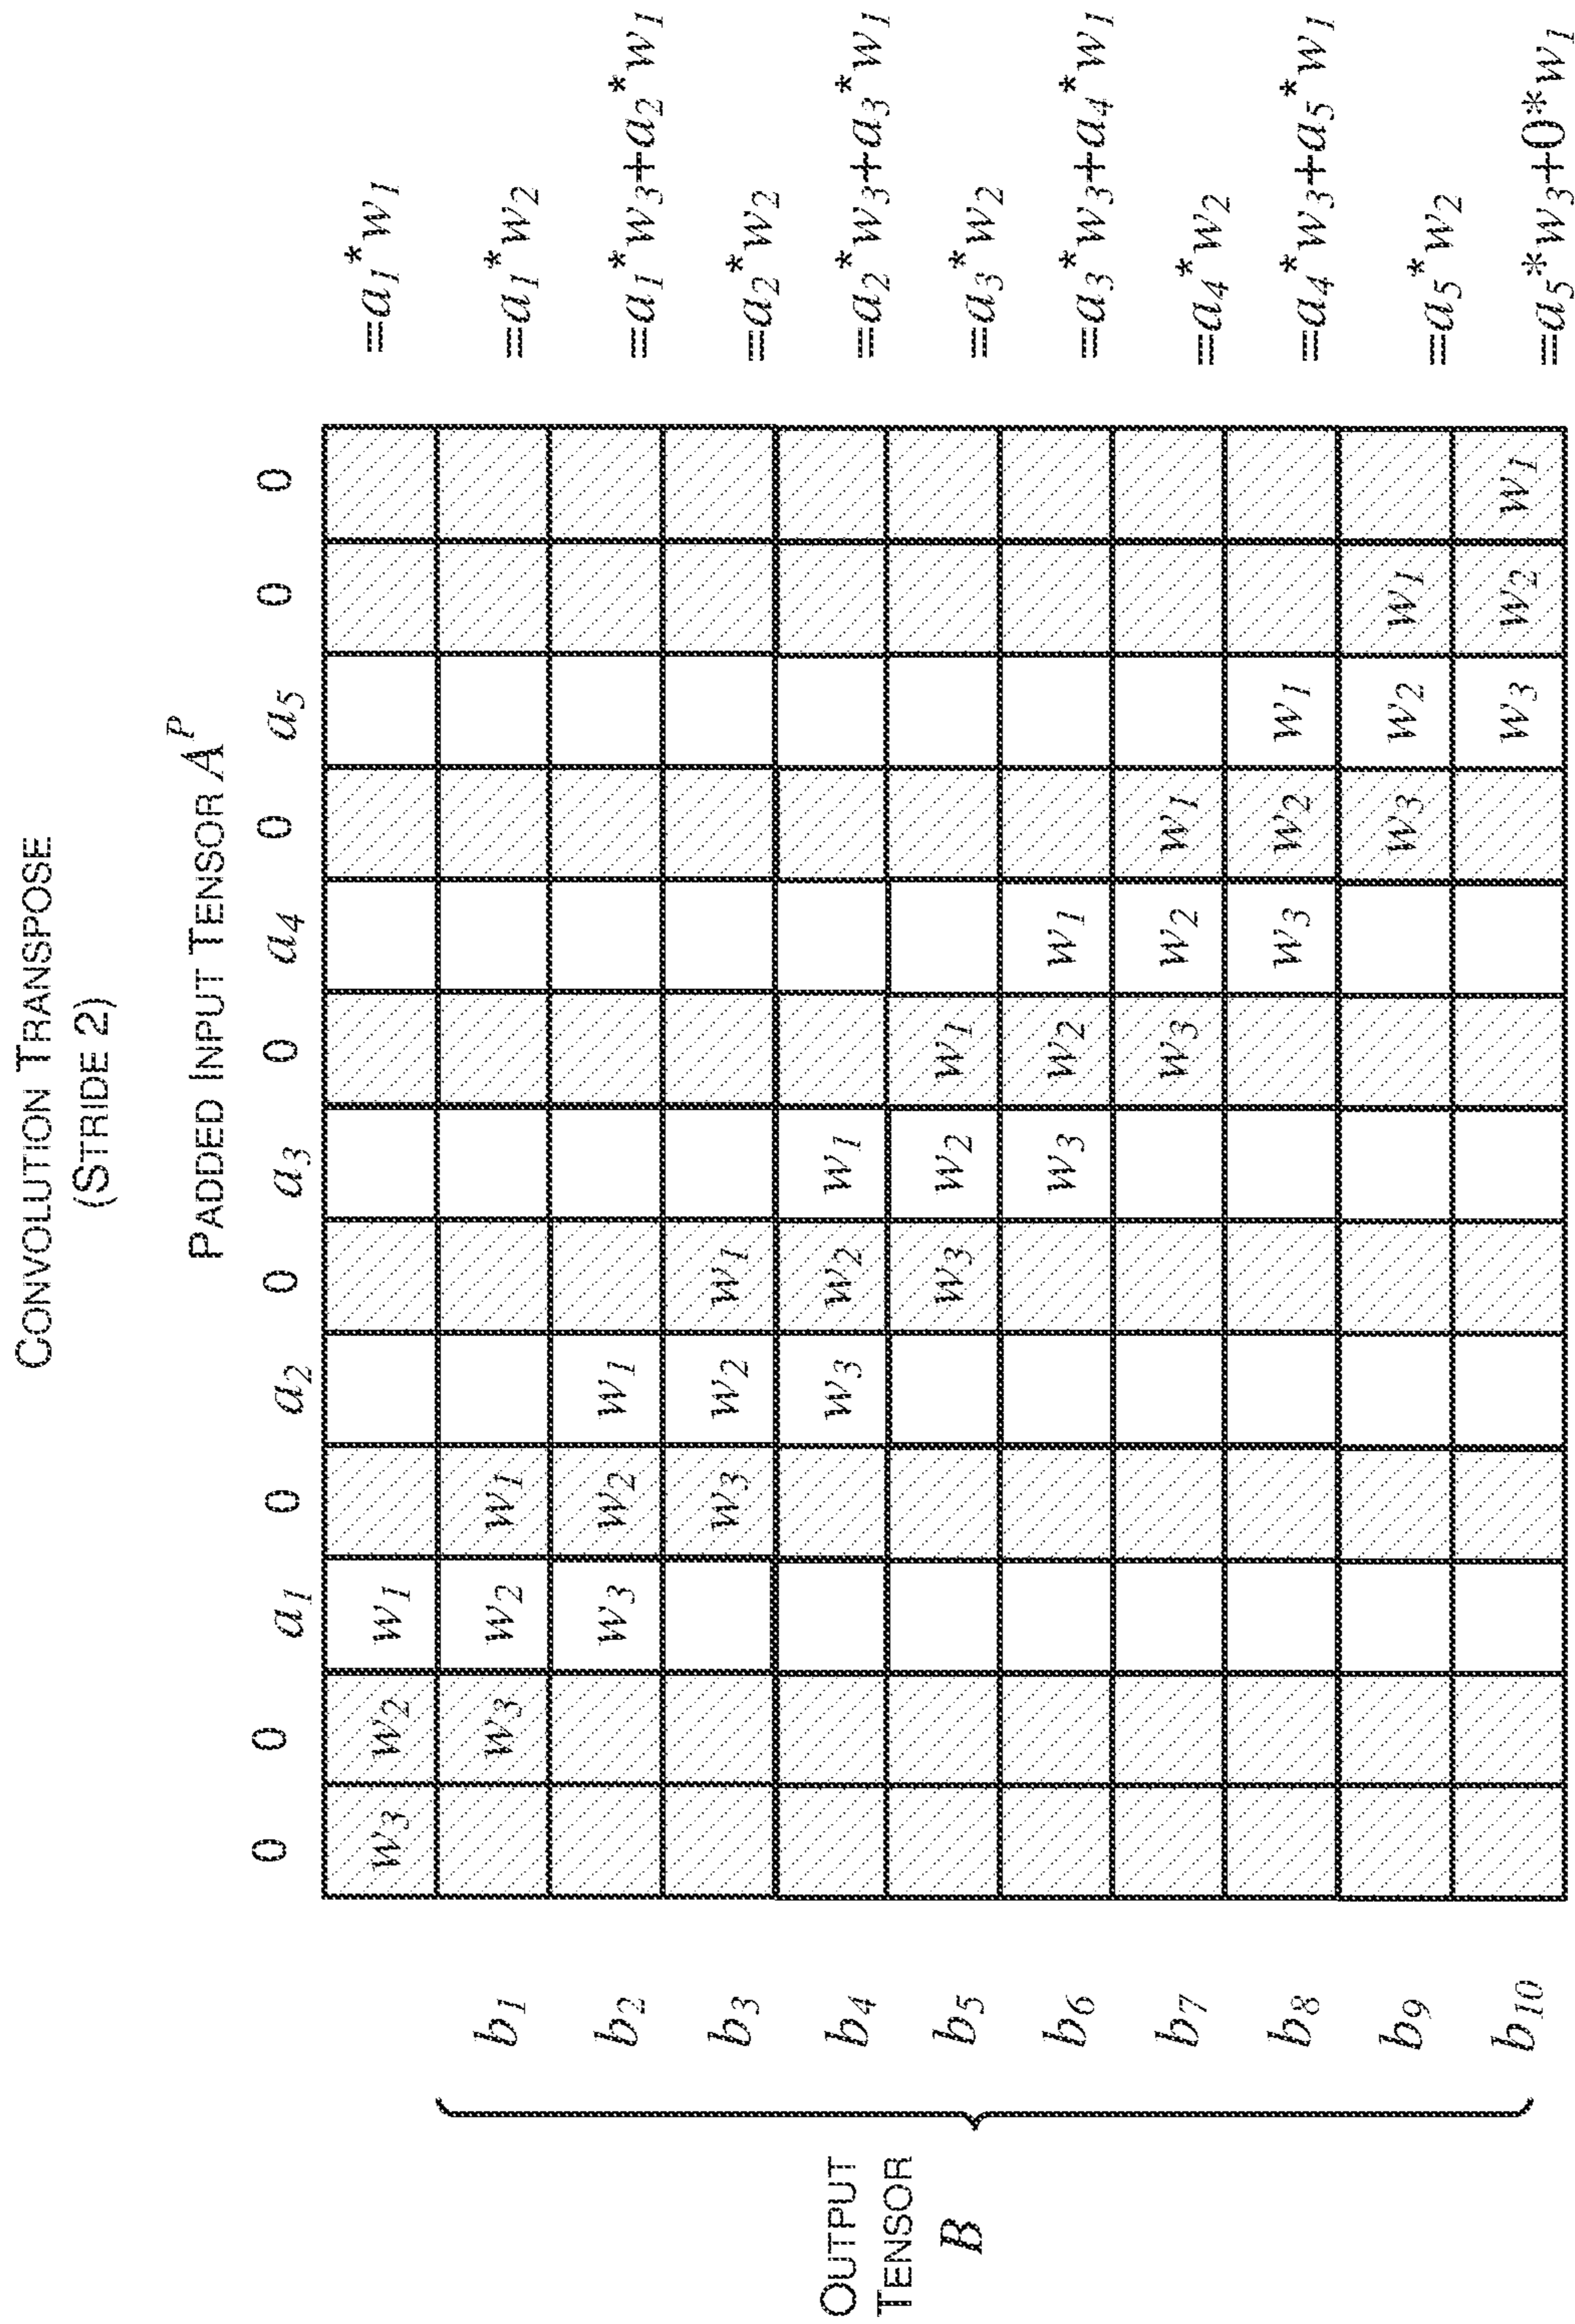 CONVOLUTION TRANSPOSE
(STRIDE 2)
PADDED INPUT TENSOR A^P
0 0 a₁ 0 a₂ 0 a₃ 0 a₄ 0 a₅ 0 0
w₃ w₂ w₁ =a₁*w₁
b₁ w₃ w₂ w₁ =a₁*w₂
b₂ w₃ w₂ w₁ =a₁*w₃+a₂*w₁
b₃ w₃ w₂ w₁ =a₂*w₂
b₄ w₃ w₂ w₁ =a₂*w₃+a₃*w₁
b₅ w₃ w₂ w₁ =a₃*w₂
b₆ w₃ w₂ w₁ =a₃*w₃+a₄*w₁
b₇ w₃ w₂ w₁ =a₄*w₂
b₈ w₃ w₂ w₁ =a₄*w₃+a₅*w₁
b₉ w₃ w₂ w₁ =a₅*w₂
b₁₀ w₃ w₂ w₁ =a₅*w₃+0*w₁
OUTPUT
TENSOR
B